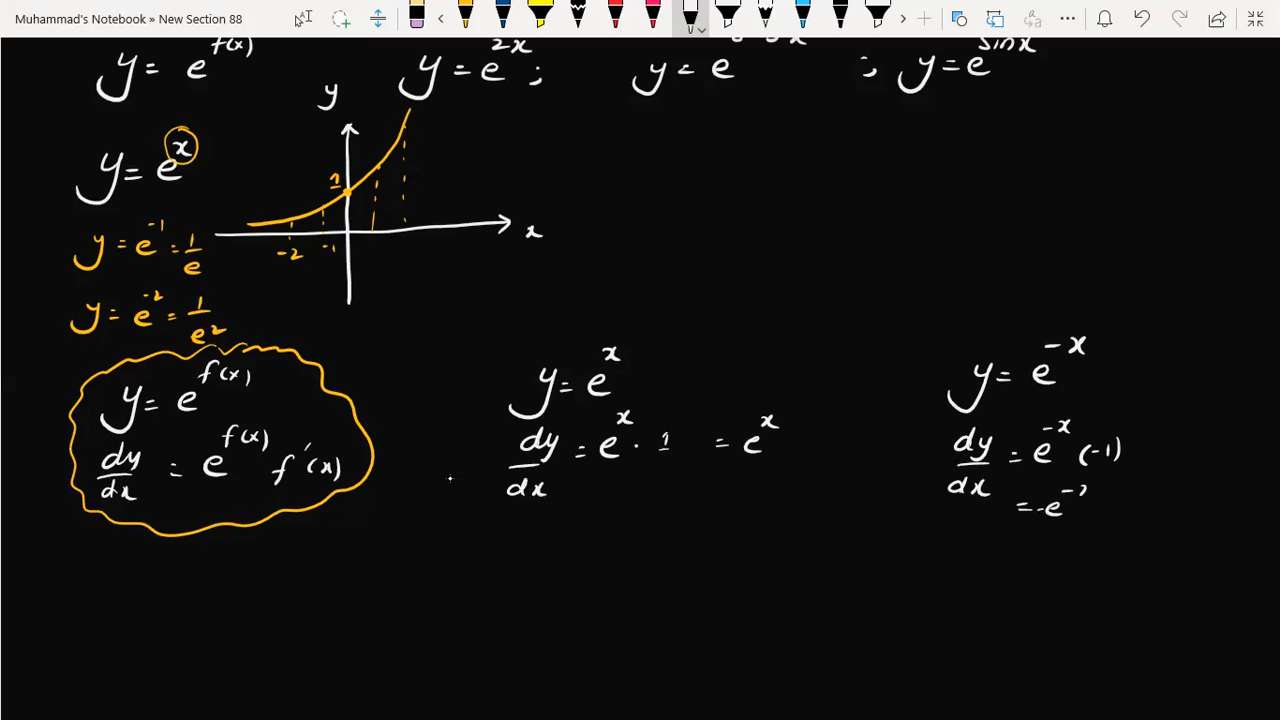 Muhammad's Notebook » New Section 88
y = e^f(x) y = e^2x ; y = e ; y = e^sinx
y
y = e^x
1
y = e^-1 = 1/e
-2 -1 x
y = e^-2 = 1/e^2
y = e^f(x) y = e^x y = e^-x
dy/dx = e^f(x) f'(x) dy/dx = e^x · 1 = e^x dy/dx = e^-x (-1)
= -e^-